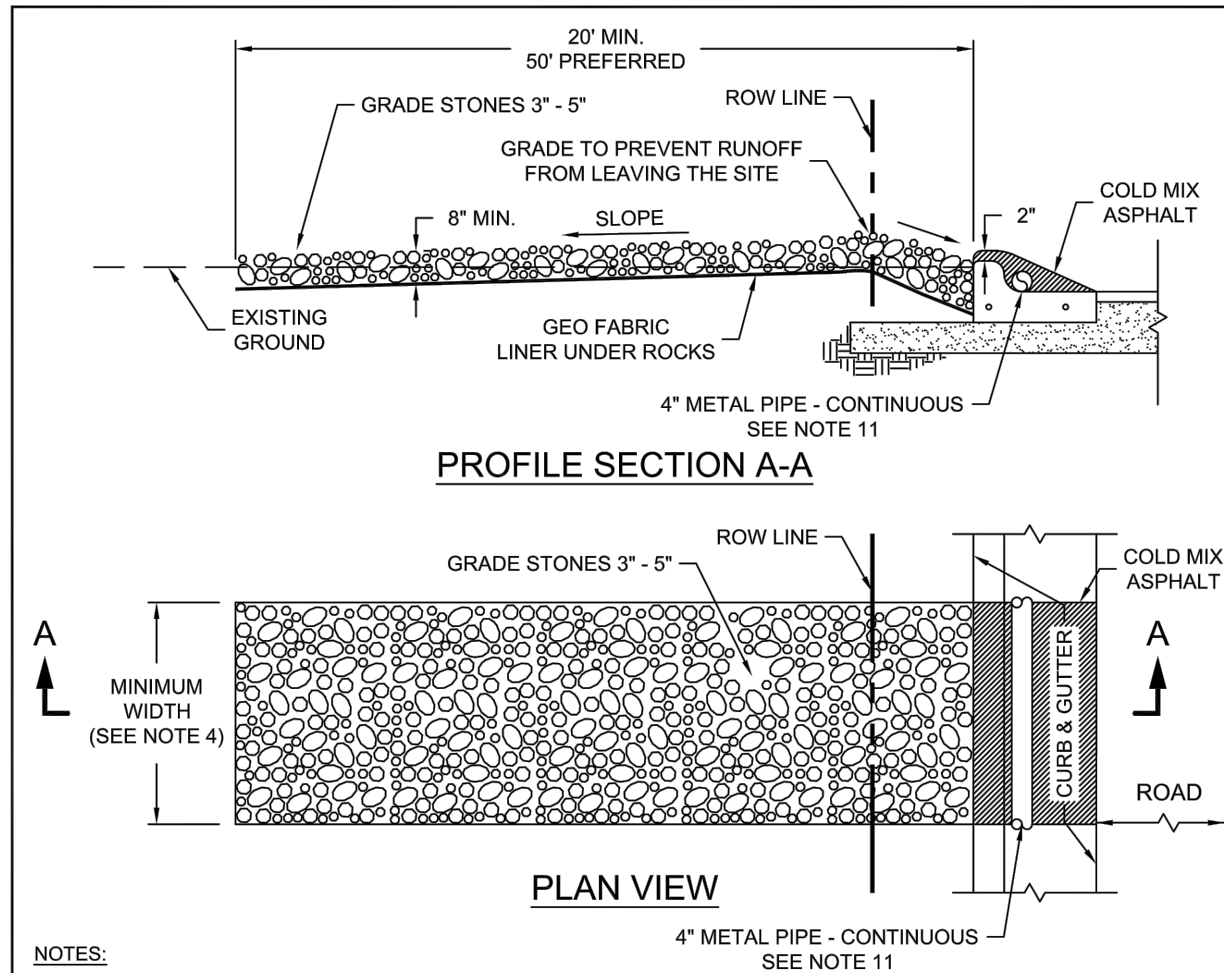 20' MIN.
50' PREFERRED
GRADE STONES 3" - 5"
ROW LINE
GRADE TO PREVENT RUNOFF
FROM LEAVING THE SITE
COLD MIX
ASPHALT
8" MIN.
SLOPE
2"
EXISTING
GROUND
GEO FABRIC
LINER UNDER ROCKS
4" METAL PIPE - CONTINUOUS
SEE NOTE 11
PROFILE SECTION A-A
ROW LINE
GRADE STONES 3" - 5"
COLD MIX
ASPHALT
A
A
MINIMUM
WIDTH
(SEE NOTE 4)
CURB & GUTTER
ROAD
PLAN VIEW
4" METAL PIPE - CONTINUOUS
SEE NOTE 11
NOTES: